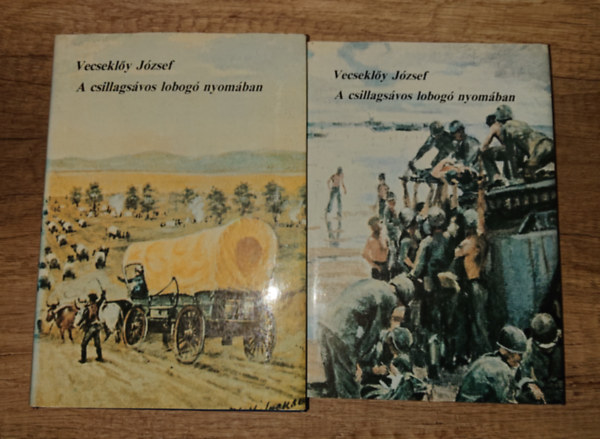 Vecseklőy József
A csillagsávos lobogó nyomában
Vecseklőy József
A csillagsávos lobogó nyomában